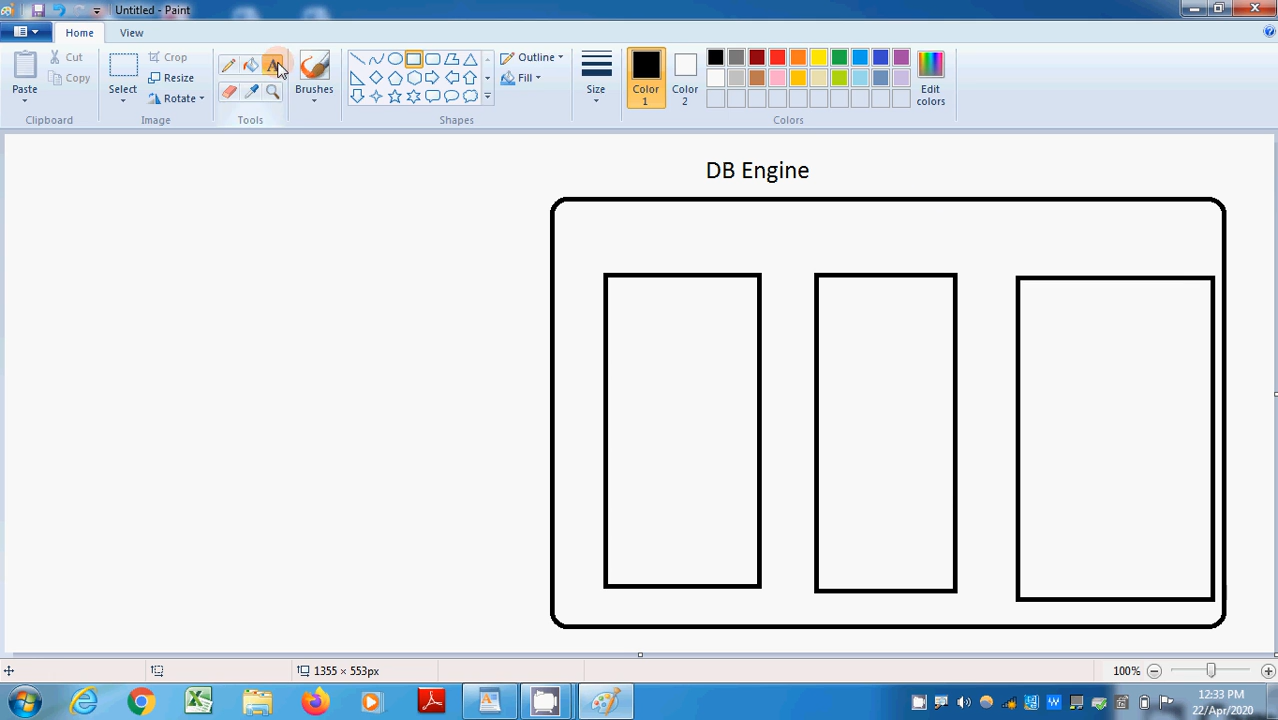 Untitled - Paint
Home
View
Paste
Cut
Copy
Clipboard
Select
Crop
Resize
Rotate
Image
A
Tools
Brushes
Shapes
Outline
Fill
Size
Color 1
Color 2
Edit colors
Colors
DB Engine
1355 × 553px
100%
12:33 PM
22/Apr/2020